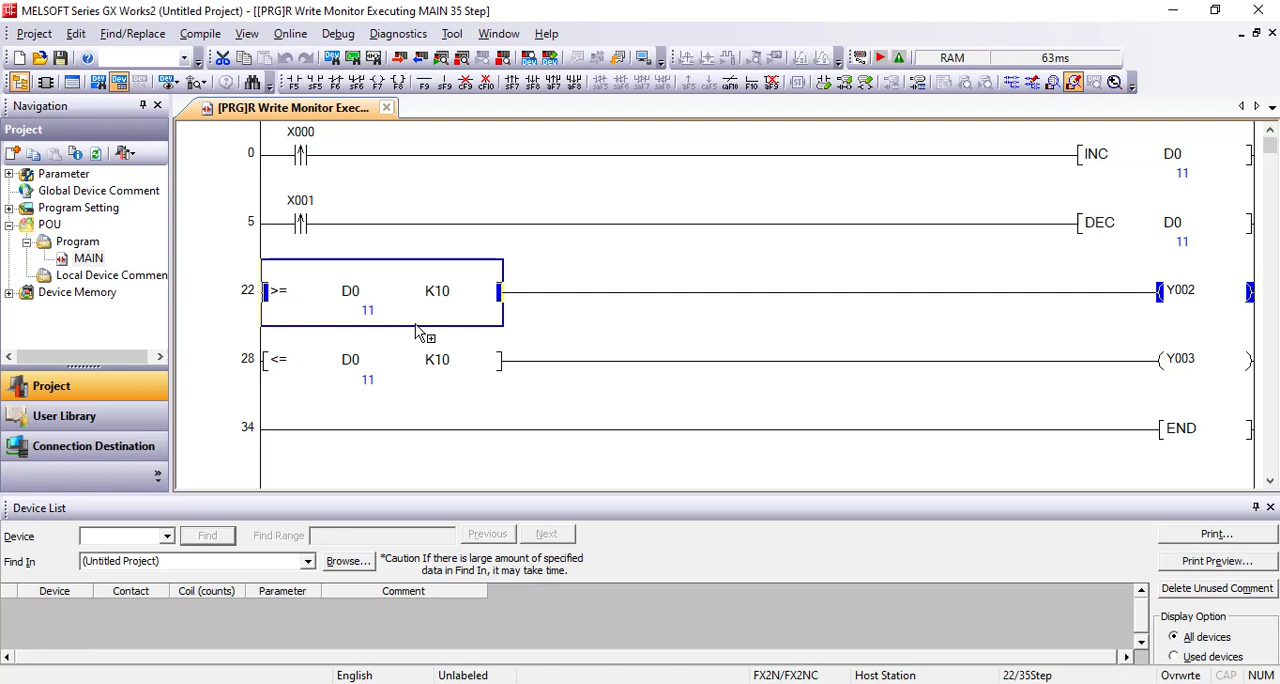 MELSOFT Series GX Works2 (Untitled Project) - [[PRG]R Write Monitor Executing MAIN 35 Step]
Project Edit Find/Replace Compile View Online Debug Diagnostics Tool Window Help
RAM 63ms
Navigation
[PRG]R Write Monitor Exec...
Project
Parameter
Global Device Comment
Program Setting
POU
Program
MAIN
Local Device Commen
Device Memory
Project
User Library
Connection Destination
X000
0 INC D0
11
X001
5 DEC D0
11
22 >= D0 K10 Y002
11
28 <= D0 K10 Y003
11
34 END
Device List
Device Find Find Range Previous Next Print...
Find In (Untitled Project) Browse... *Caution If there is large amount of specified
data in Find In, it may take time.
Print Preview...
Device Contact Coil (counts) Parameter Comment
Delete Unused Comment
Display Option
All devices
Used devices
English Unlabeled FX2N/FX2NC Host Station 22/35Step Ovrwrte CAP NUM